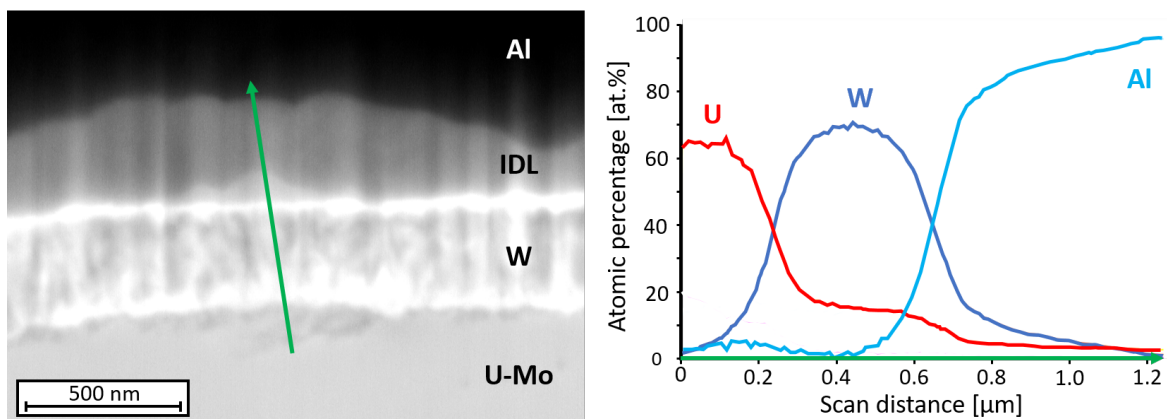 Al
IDL
W
U-Mo
500 nm
Atomic percentage [at.%]
100
80
60
40
20
0
U
W
Al
0
0.2
0.4
0.6
0.8
1.0
1.2
Scan distance [µm]